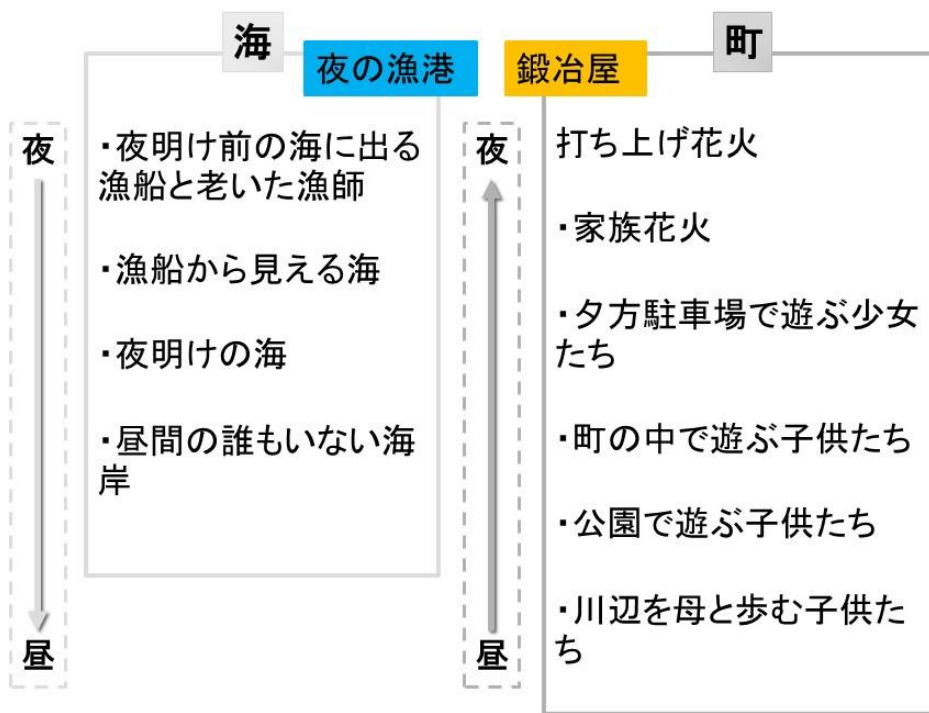 海
夜の漁港
夜
・夜明け前の海に出る
漁船と老いた漁師
・漁船から見える海
・夜明けの海
・昼間の誰もいない海
岸
昼
町
鍛冶屋
夜
打ち上げ花火
・家族花火
・夕方駐車場で遊ぶ少女
たち
・町の中で遊ぶ子供たち
・公園で遊ぶ子供たち
・川辺を母と歩む子供た
ち
昼